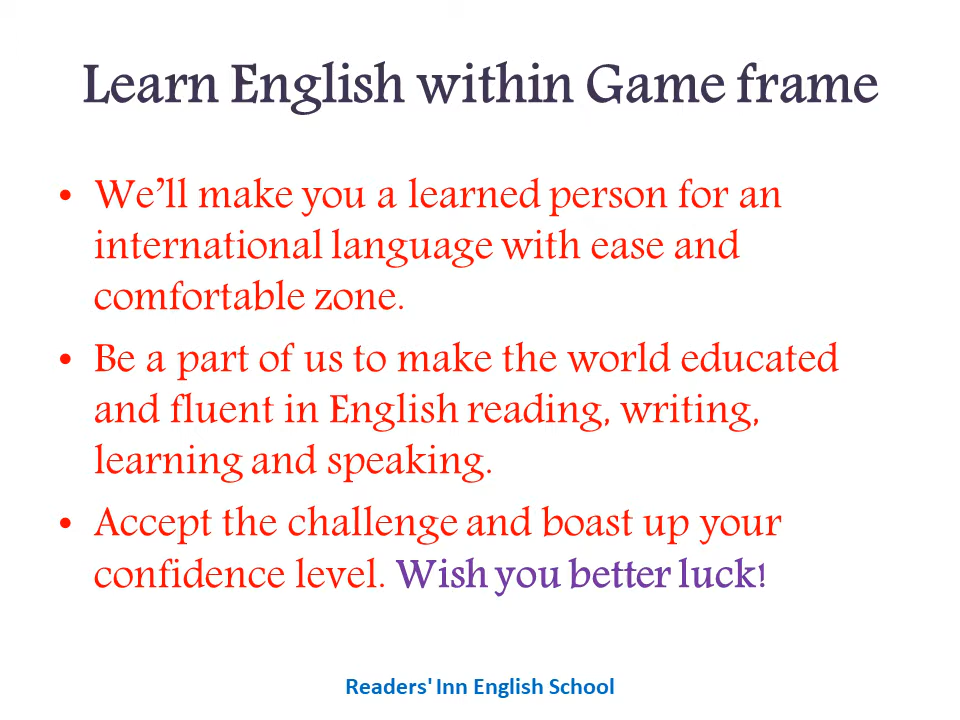 Learn English within Game frame
• We’ll make you a learned person for an
international language with ease and
comfortable zone.
• Be a part of us to make the world educated
and fluent in English reading, writing,
learning and speaking.
• Accept the challenge and boast up your
confidence level. Wish you better luck!
Readers' Inn English School